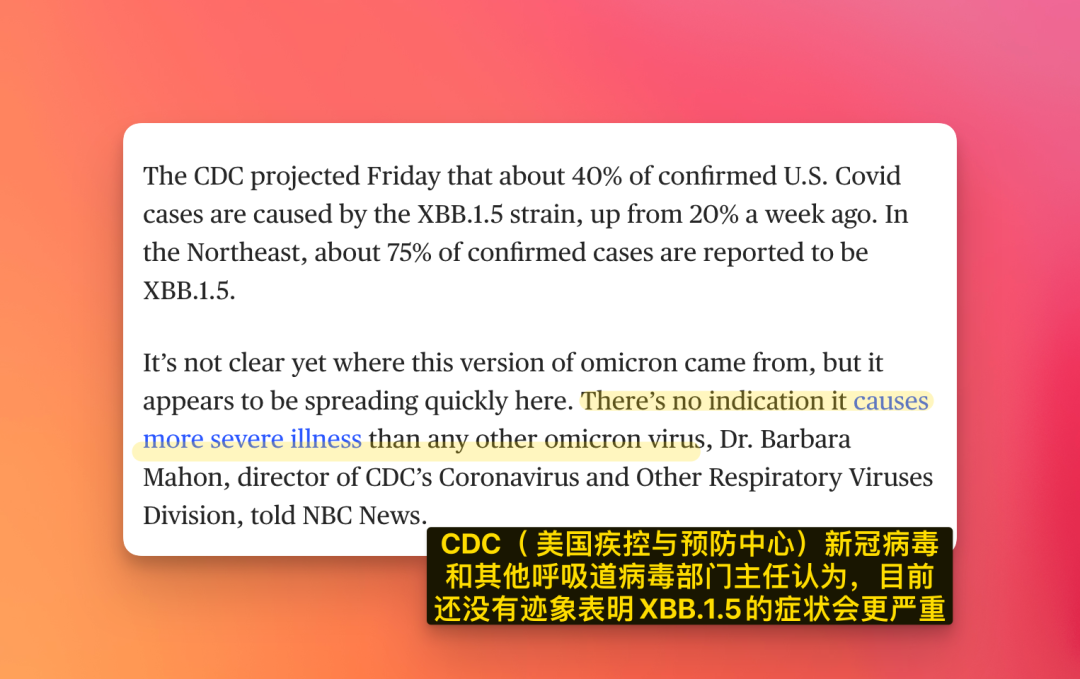 The CDC projected Friday that about 40% of confirmed U.S. Covid
cases are caused by the XBB.1.5 strain, up from 20% a week ago. In
the Northeast, about 75% of confirmed cases are reported to be
XBB.1.5.
It’s not clear yet where this version of omicron came from, but it
appears to be spreading quickly here. There’s no indication it causes
more severe illness than any other omicron virus, Dr. Barbara
Mahon, director of CDC’s Coronavirus and Other Respiratory Viruses
Division, told NBC News.
CDC（美国疾控与预防中心）新冠病毒
和其他呼吸道病毒部门主任认为，目前
还没有迹象表明XBB.1.5的症状会更严重